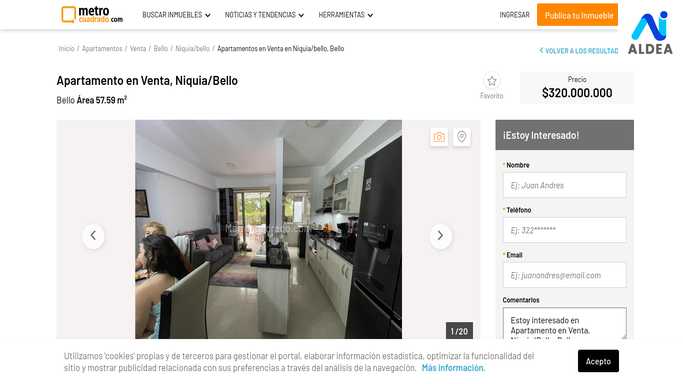 metro
cuadrado.com
BUSCAR INMUEBLES
NOTICIAS Y TENDENCIAS
HERRAMIENTAS
INGRESAR
Publica tu Inmueble
ALDEA
Inicio / Apartamentos / Venta / Bello / Niquia/bello / Apartamentos en Venta en Niquia/bello, Bello
VOLVER A LOS RESULTAD
Apartamento en Venta, Niquia/Bello
Bello Área 57.59 m²
Favorito
Precio
$320.000.000
¡Estoy Interesado!
* Nombre
Ej: Juan Andres
* Teléfono
Ej: 322*******
* Email
Ej: juanandres@email.com
Comentarios
Estoy interesado en
Apartamento en Venta,
1 / 20
Utilizamos 'cookies' propias y de terceros para gestionar el portal, elaborar información estadística, optimizar la funcionalidad del
sitio y mostrar publicidad relacionada con sus preferencias a través del análisis de la navegación. Más información.
Acepto